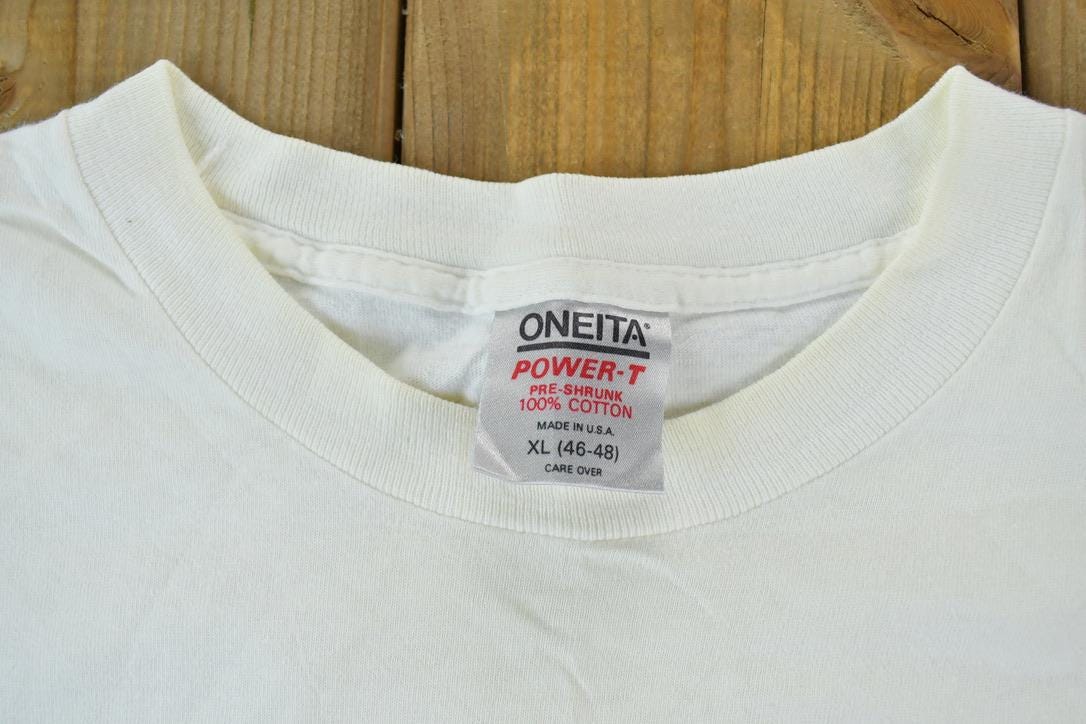 ONEITA®
POWER-T
PRE-SHRUNK
100% COTTON
MADE IN U.S.A.
XL (46-48)
CARE OVER